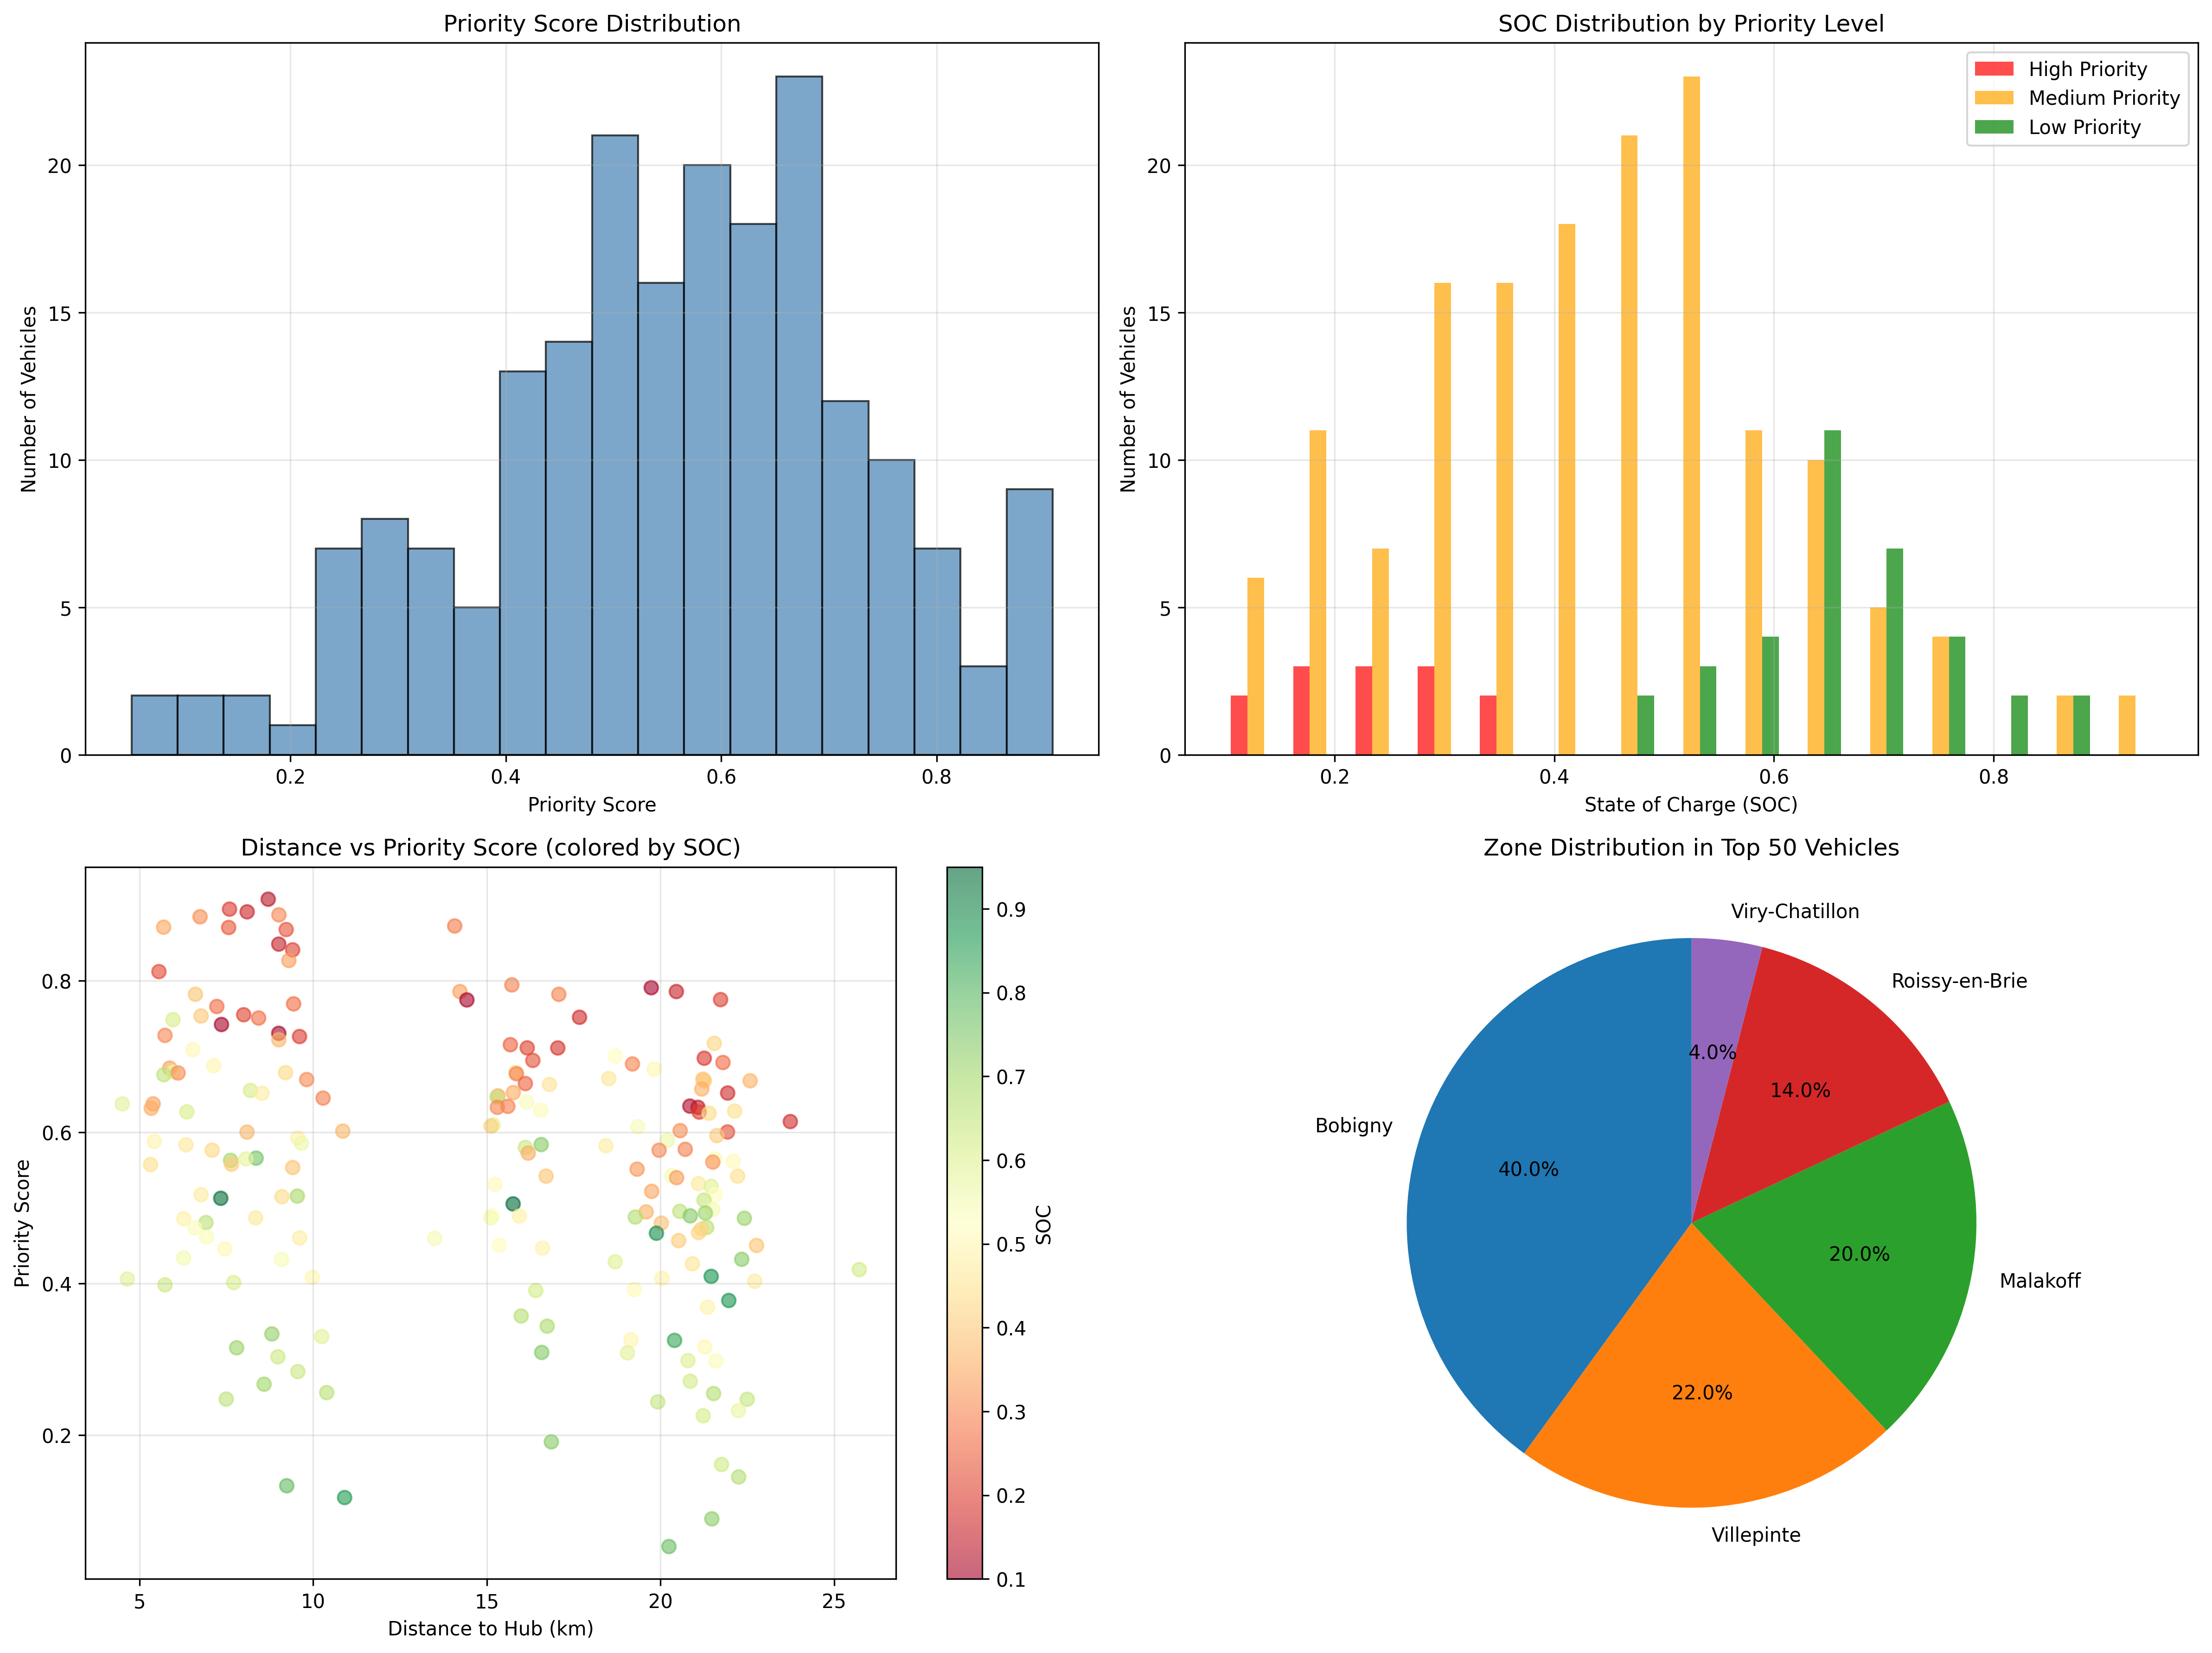 Priority Score Distribution
Number of Vehicles
20
15
10
5
0
0.2 0.4 0.6 0.8
Priority Score
SOC Distribution by Priority Level
High Priority
Medium Priority
Low Priority
Number of Vehicles
20
15
10
5
0
0.2 0.4 0.6 0.8
State of Charge (SOC)
Distance vs Priority Score (colored by SOC)
Priority Score
0.8
0.6
0.4
0.2
5 10 15 20 25
Distance to Hub (km)
0.9
0.8
0.7
0.6
0.5
0.4
0.3
0.2
0.1
SOC
Zone Distribution in Top 50 Vehicles
Viry-Chatillon
4.0%
Roissy-en-Brie
14.0%
Bobigny
40.0%
Malakoff
20.0%
Villepinte
22.0%